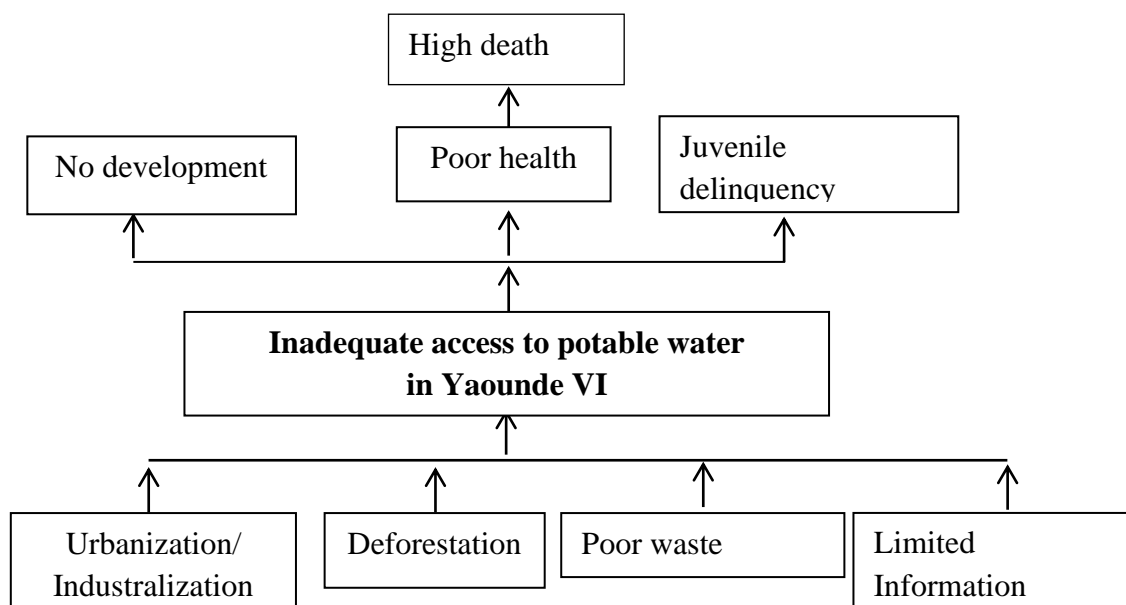 High death
No development
Poor health
Juvenile
delinquency
Inadequate access to potable water
in Yaounde VI
Urbanization/
Industralization
Deforestation
Poor waste
Limited
Information